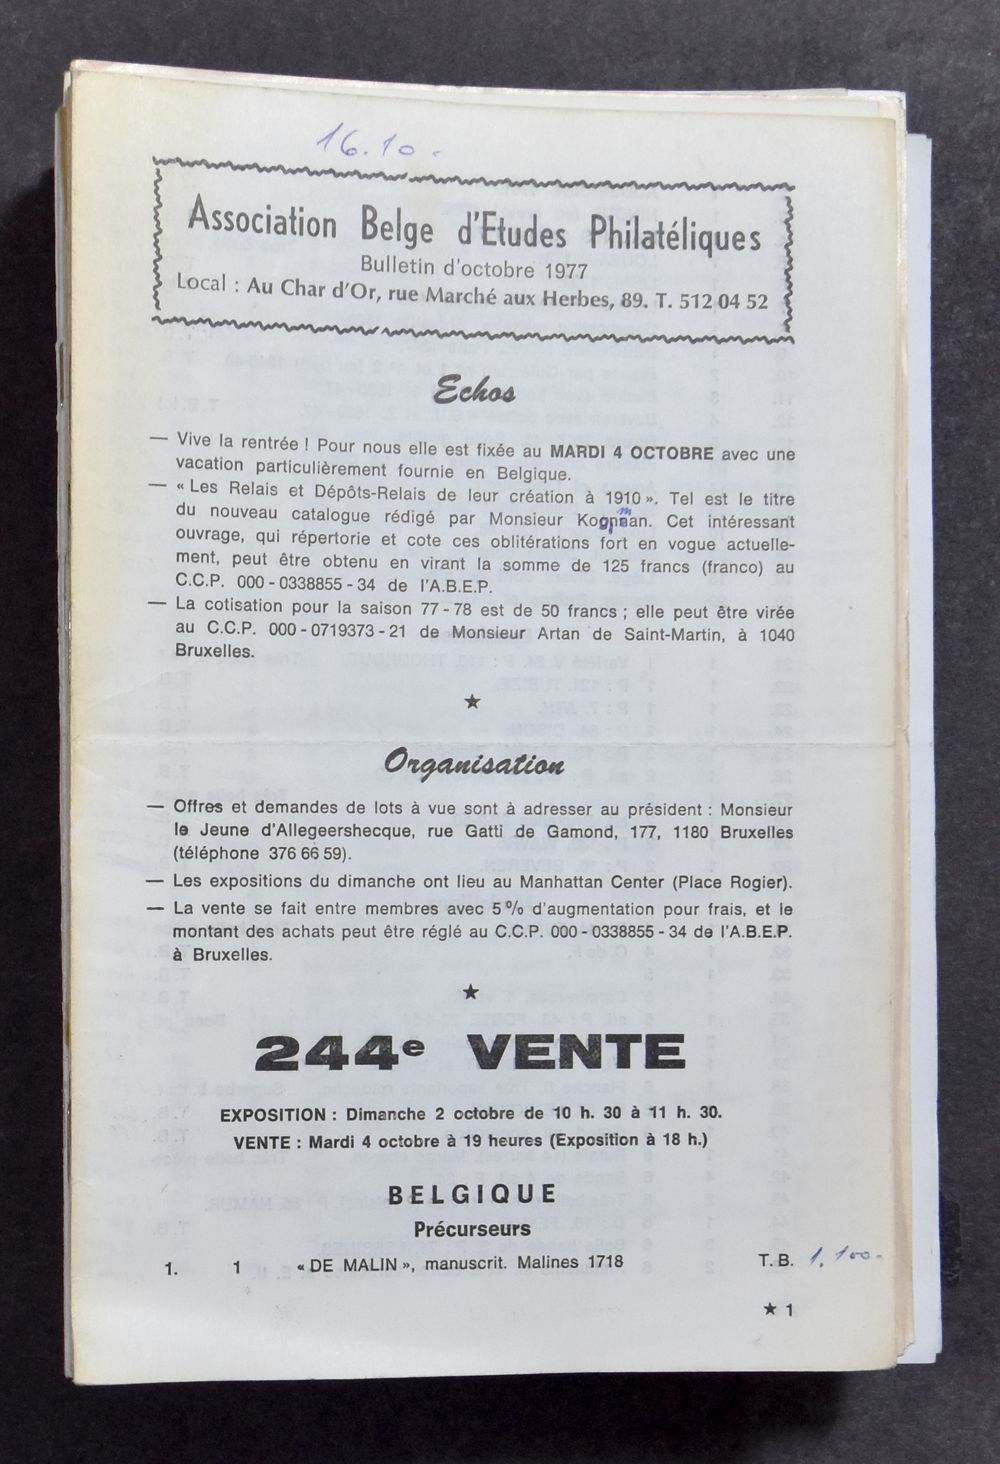 16.10.
Association Belge d'Etudes Philatéliques
Bulletin d'octobre 1977
Local : Au Char d'Or, rue Marché aux Herbes, 89. T. 512 04 52
Echos
— Vive la rentrée ! Pour nous elle est fixée au MARDI 4 OCTOBRE avec une
vacation particulièrement fournie en Belgique.
— « Les Relais et Dépôts-Relais de leur création à 1910 ». Tel est le titre
du nouveau catalogue rédigé par Monsieur Koopman. Cet intéressant
ouvrage, qui répertorie et cote ces oblitérations fort en vogue actuelle-
ment, peut être obtenu en virant la somme de 125 francs (franco) au
C.C.P. 000 - 0338855 - 34 de l'A.B.E.P.
— La cotisation pour la saison 77 - 78 est de 50 francs ; elle peut être virée
au C.C.P. 000 - 0719373 - 21 de Monsieur Artan de Saint-Martin, à 1040
Bruxelles.
★
Organisation
— Offres et demandes de lots à vue sont à adresser au président : Monsieur
le Jeune d'Allegeershecque, rue Gatti de Gamond, 177, 1180 Bruxelles
(téléphone 376 66 59).
— Les expositions du dimanche ont lieu au Manhattan Center (Place Rogier).
— La vente se fait entre membres avec 5 % d'augmentation pour frais, et le
montant des achats peut être réglé au C.C.P. 000 - 0338855 - 34 de l'A.B.E.P.
à Bruxelles.
★
244e VENTE
EXPOSITION : Dimanche 2 octobre de 10 h. 30 à 11 h. 30.
VENTE : Mardi 4 octobre à 19 heures (Exposition à 18 h.)
BELGIQUE
Précurseurs
1. 1 « DE MALIN », manuscrit. Malines 1718 T. B. 1.100-
★ 1